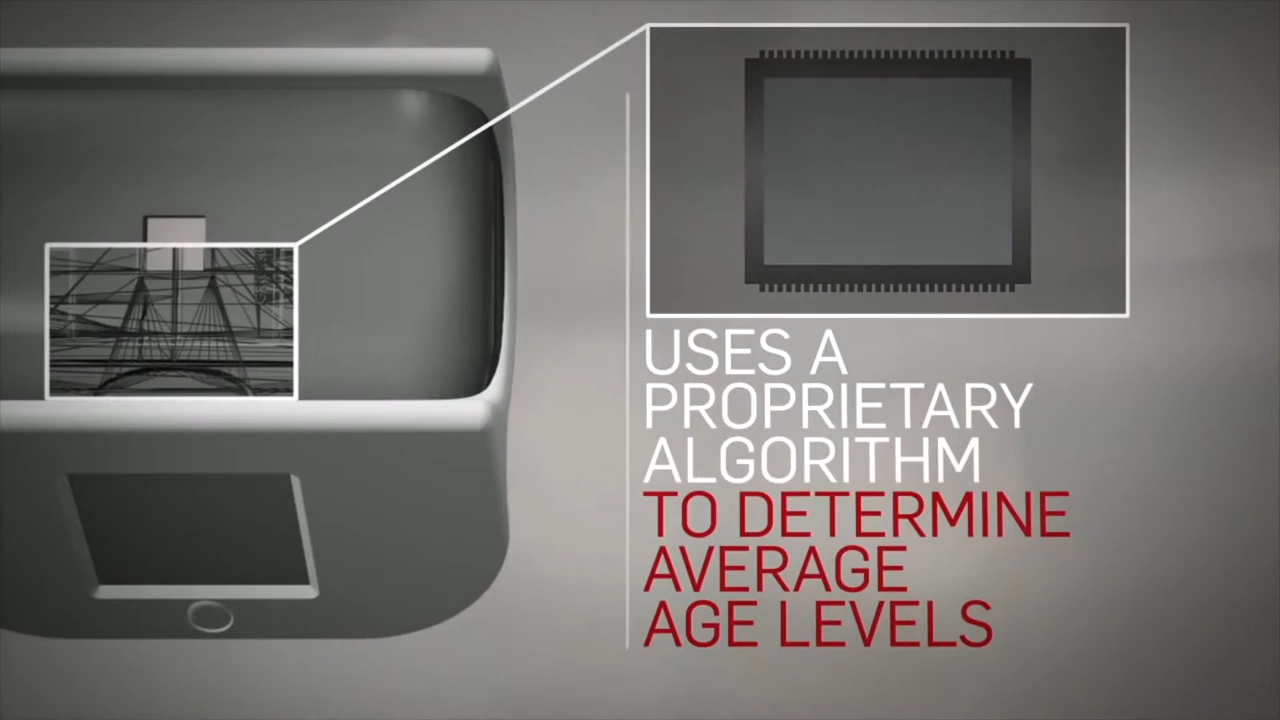 USES A
PROPRIETARY
ALGORITHM
TO DETERMINE
AVERAGE
AGE LEVELS